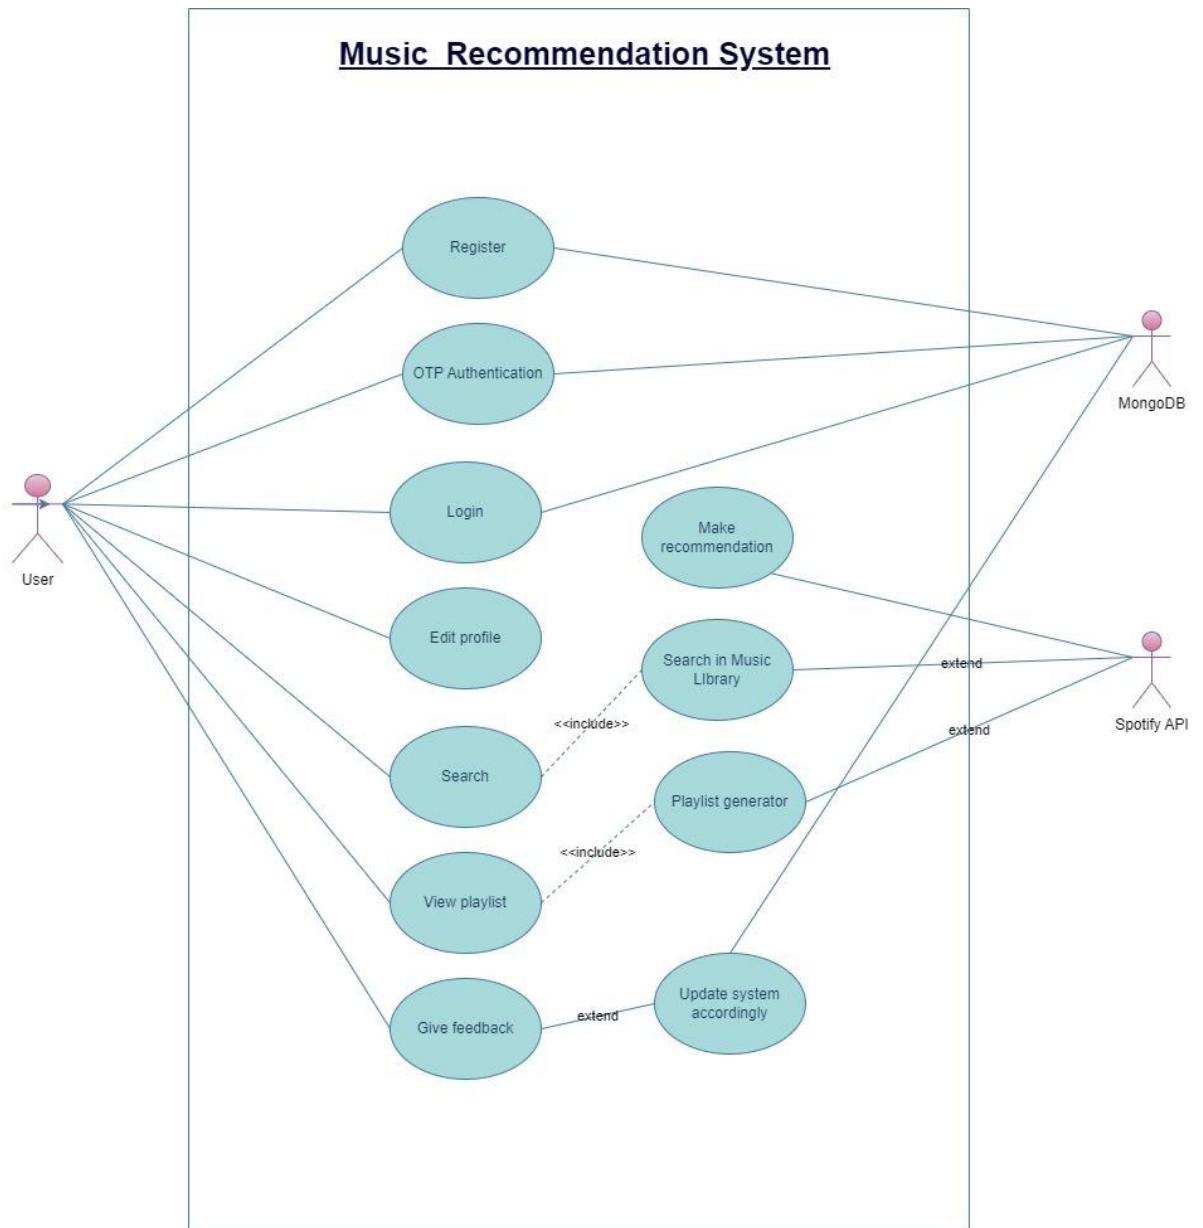 Music Recommendation System
Register
OTP Authentication
MongoDB
Login
Make
recommendation
User
Edit profile
Search in Music
LIbrary
extend
Spotify API
<<include>>
extend
Search
Playlist generator
<<include>>
View playlist
Update system
accordingly
extend
Give feedback